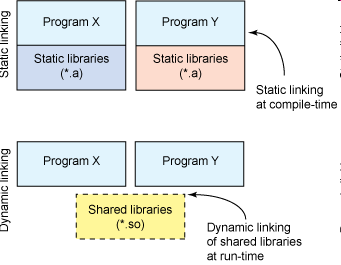 Static linking
Program X
Program Y
Static libraries
(*.a)
Static libraries
(*.a)
Static linking
at compile-time
Dynamic linking
Program X
Program Y
Shared libraries
(*.so)
Dynamic linking
of shared libraries
at run-time